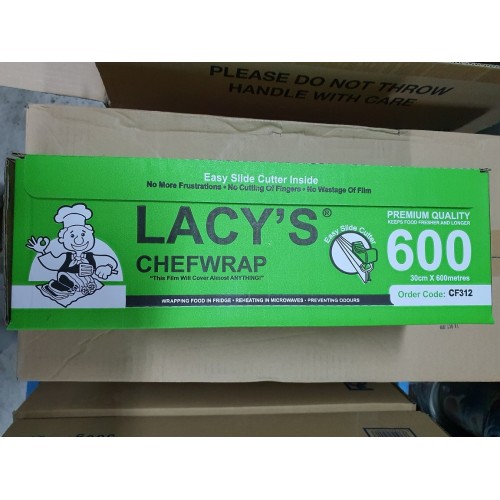 PLEASE DO NOT THROW
HANDLE WITH CARE
Easy Slide Cutter Inside
No More Frustrations • No Cutting Of Fingers • No Wastage Of Film
LACY'S®
CHEFWRAP
"This Film Will Cover Aloost ANYTHING!"
Easy Slide Cutter
PREMIUM QUALITY
KEEPS FOOD FRESHER AND LONGER
600
30cm X 600metres
Order Code: CF312
WRAPPING FOOD IN FRIDGE • REHEATING IN MICROWAVES • PREVENTING ODOURS